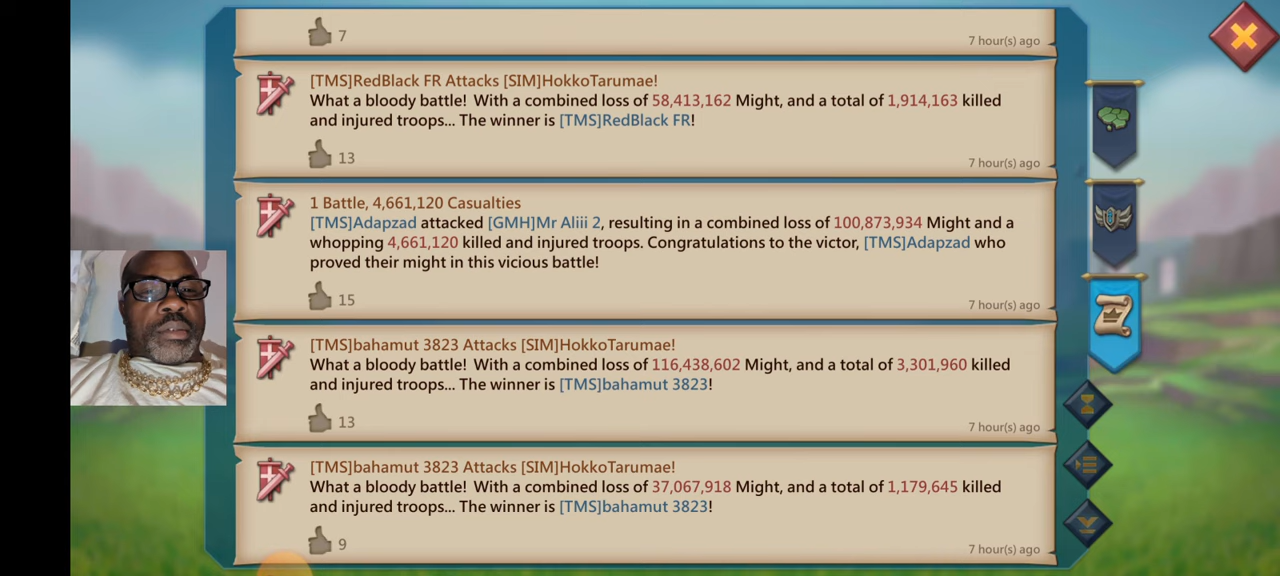 7
7 hour(s) ago
[TMS]RedBlack FR Attacks [SIM]HokkoTarumae!
What a bloody battle! With a combined loss of 58,413,162 Might, and a total of 1,914,163 killed
and injured troops... The winner is [TMS]RedBlack FR!
13
7 hour(s) ago
1 Battle, 4,661,120 Casualties
[TMS]Adapzad attacked [GMH]Mr Aliii 2, resulting in a combined loss of 100,873,934 Might and a
whopping 4,661,120 killed and injured troops. Congratulations to the victor, [TMS]Adapzad who
proved their might in this vicious battle!
15
7 hour(s) ago
[TMS]bahamut 3823 Attacks [SIM]HokkoTarumae!
What a bloody battle! With a combined loss of 116,438,602 Might, and a total of 3,301,960 killed
and injured troops... The winner is [TMS]bahamut 3823!
13
7 hour(s) ago
[TMS]bahamut 3823 Attacks [SIM]HokkoTarumae!
What a bloody battle! With a combined loss of 37,067,918 Might, and a total of 1,179,645 killed
and injured troops... The winner is [TMS]bahamut 3823!
9
7 hour(s) ago